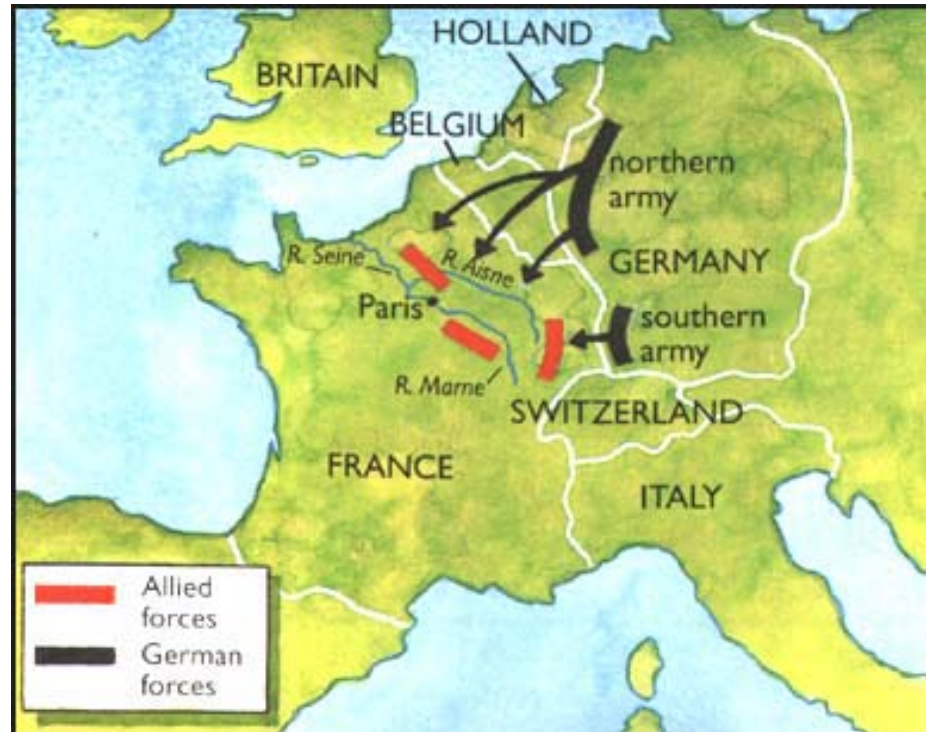 HOLLAND
BRITAIN
BELGIUM
northern
army
R. Seine
R. Aisne
GERMANY
Paris
southern
army
R. Marne
SWITZERLAND
FRANCE
ITALY
Allied
forces
German
forces